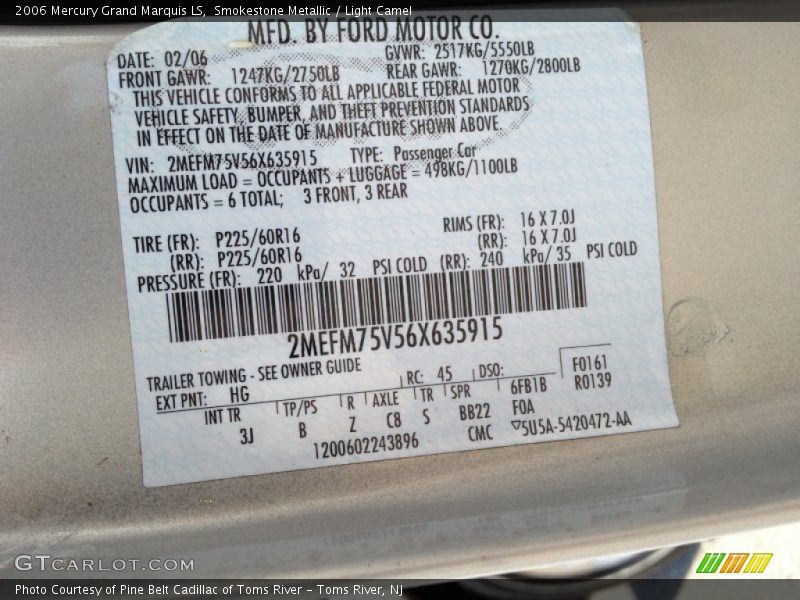 2006 Mercury Grand Marquis LS, Smokestone Metallic / Light Camel
MFD. BY FORD MOTOR CO.
DATE: 02/06 GVWR: 2517KG/5550LB
FRONT GAWR: 1247KG/2750LB REAR GAWR: 1270KG/2800LB
THIS VEHICLE CONFORMS TO ALL APPLICABLE FEDERAL MOTOR
VEHICLE SAFETY, BUMPER, AND THEFT PREVENTION STANDARDS
IN EFFECT ON THE DATE OF MANUFACTURE SHOWN ABOVE.
VIN: 2MEFM75V56X635915 TYPE: Passenger Car
MAXIMUM LOAD = OCCUPANTS + LUGGAGE = 498KG/1100LB
OCCUPANTS = 6 TOTAL; 3 FRONT, 3 REAR
TIRE (FR): P225/60R16 RIMS (FR): 16 X 7.0J
(RR): P225/60R16 (RR): 16 X 7.0J
PRESSURE (FR): 220 kPa/ 32 PSI COLD (RR): 240 kPa/ 35 PSI COLD
2MEFM75V56X635915
TRAILER TOWING - SEE OWNER GUIDE
EXT PNT: HG RC: 45 DSO: F0161
R0139
INT TR TP/PS R AXLE TR SPR 6FB1B
3J B Z C8 S BB22 FOA
1200602243896 CMC 5U5A-5420472-AA
GTCARLOT.COM
Photo Courtesy of Pine Belt Cadillac of Toms River - Toms River, NJ